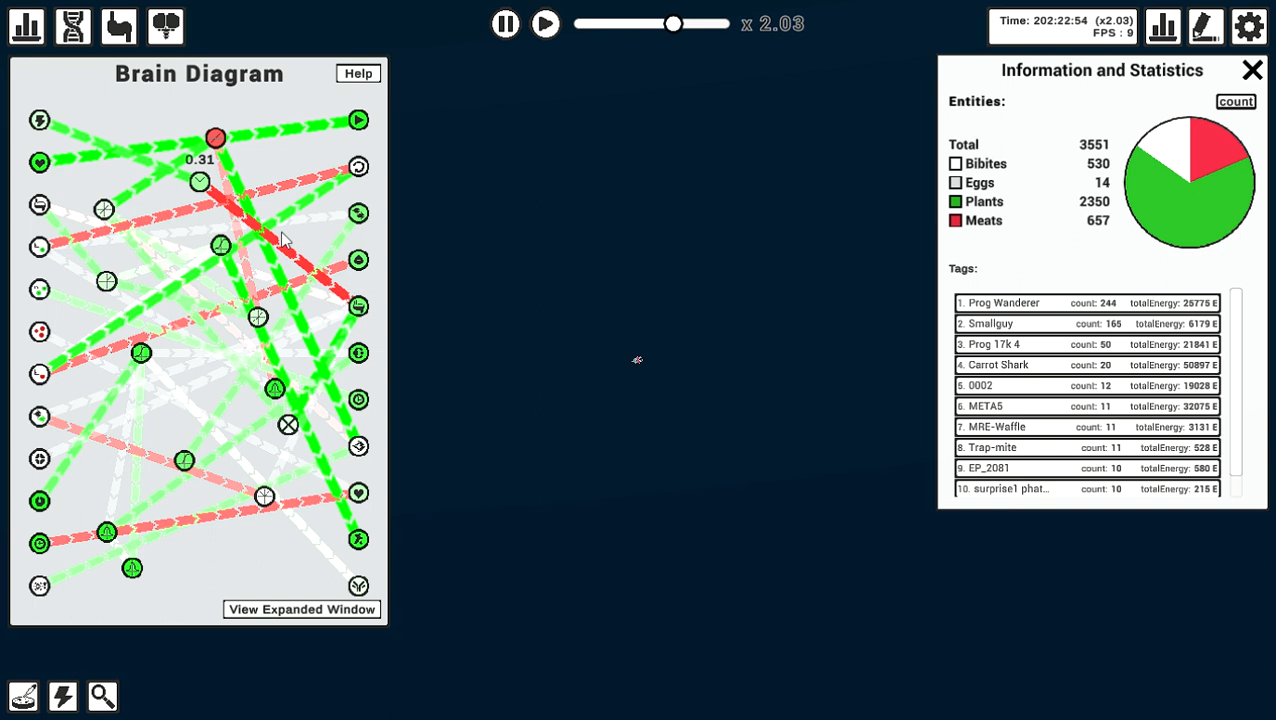 x 2.03
Time: 202:22:54 (x2.03)
FPS : 9
Brain Diagram
Help
0.31
View Expanded Window
Information and Statistics
Entities:
count
Total 3551
Bibites 530
Eggs 14
Plants 2350
Meats 657
Tags:
1. Prog Wanderer count: 244 totalEnergy: 25775 E
2. Smallguy count: 165 totalEnergy: 6179 E
3. Prog 17k 4 count: 50 totalEnergy: 21841 E
4. Carrot Shark count: 20 totalEnergy: 50897 E
5. 0002 count: 12 totalEnergy: 19028 E
6. META5 count: 11 totalEnergy: 32075 E
7. MRE-Waffle count: 11 totalEnergy: 3131 E
8. Trap-mite count: 11 totalEnergy: 528 E
9. EP_2081 count: 10 totalEnergy: 580 E
10. surprise1 phat... count: 10 totalEnergy: 215 E